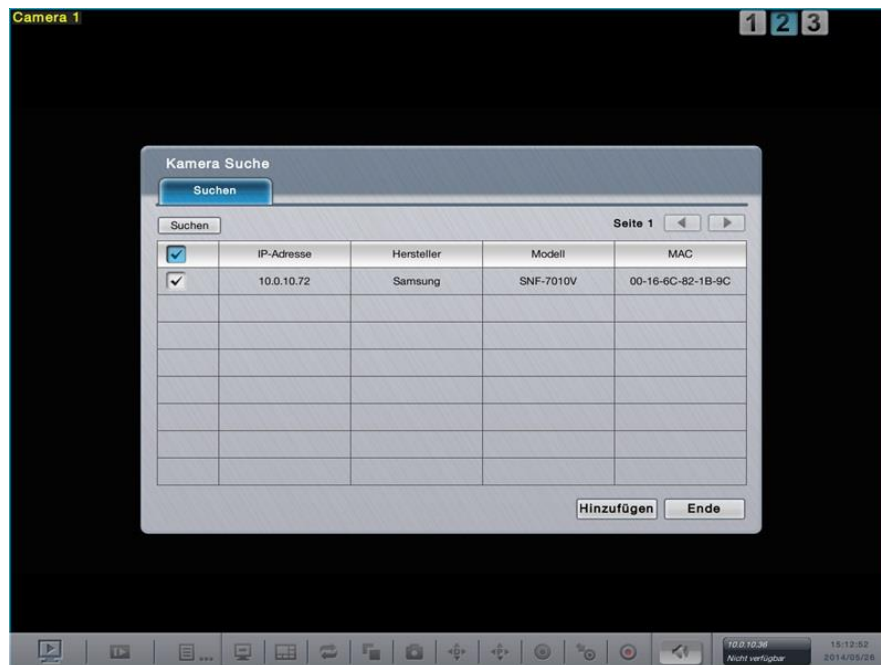 Camera 1
1 2 3
Kamera Suche
Suchen
Suchen
Seite 1
IP-Adresse Hersteller Modell MAC
10.0.10.72 Samsung SNF-7010V 00-16-6C-82-1B-9C
Hinzufügen Ende
10.0.10.36 15:12:52
Nicht verfügbar 2014/05/26